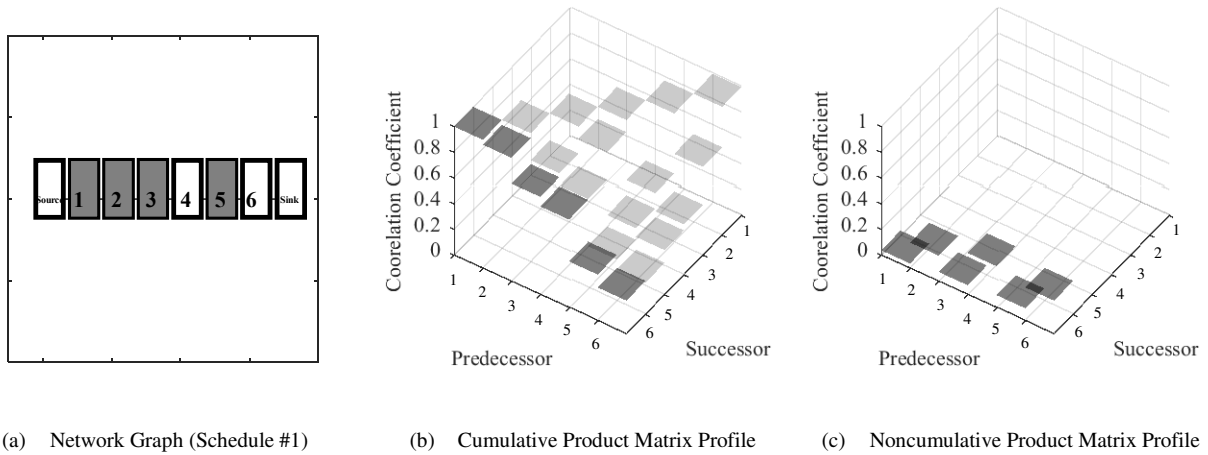 Source 1 2 3 4 5 6 Sink
Coorelation Coefficient
1
0.8
0.6
0.4
0.2
0
1 2 3 4 5 6
Predecessor
1 2 3 4 5 6
Successor
Coorelation Coefficient
1
0.8
0.6
0.4
0.2
0
1 2 3 4 5 6
Predecessor
1 2 3 4 5 6
Successor
(a) Network Graph (Schedule #1)
(b) Cumulative Product Matrix Profile
(c) Noncumulative Product Matrix Profile